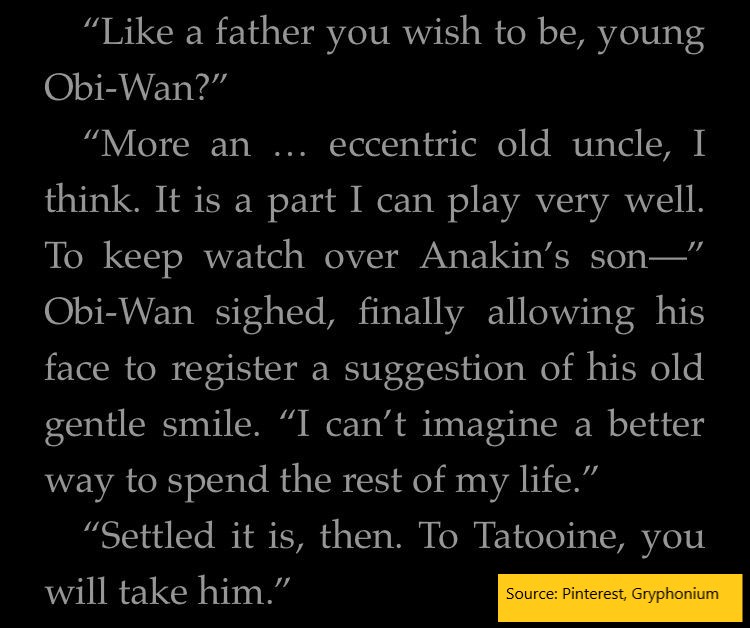 “Like a father you wish to be, young
Obi-Wan?”
“More an … eccentric old uncle, I
think. It is a part I can play very well.
To keep watch over Anakin’s son—”
Obi-Wan sighed, finally allowing his
face to register a suggestion of his old
gentle smile. “I can’t imagine a better
way to spend the rest of my life.”
“Settled it is, then. To Tatooine, you
will take him.”
Source: Pinterest, Gryphonium